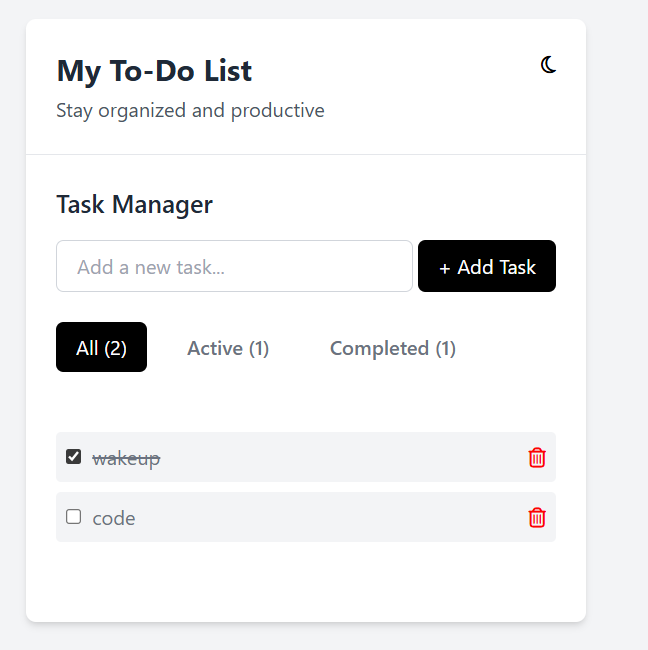 My To-Do List
Stay organized and productive
Task Manager
Add a new task...
+ Add Task
All (2)
Active (1)
Completed (1)
wakeup
code